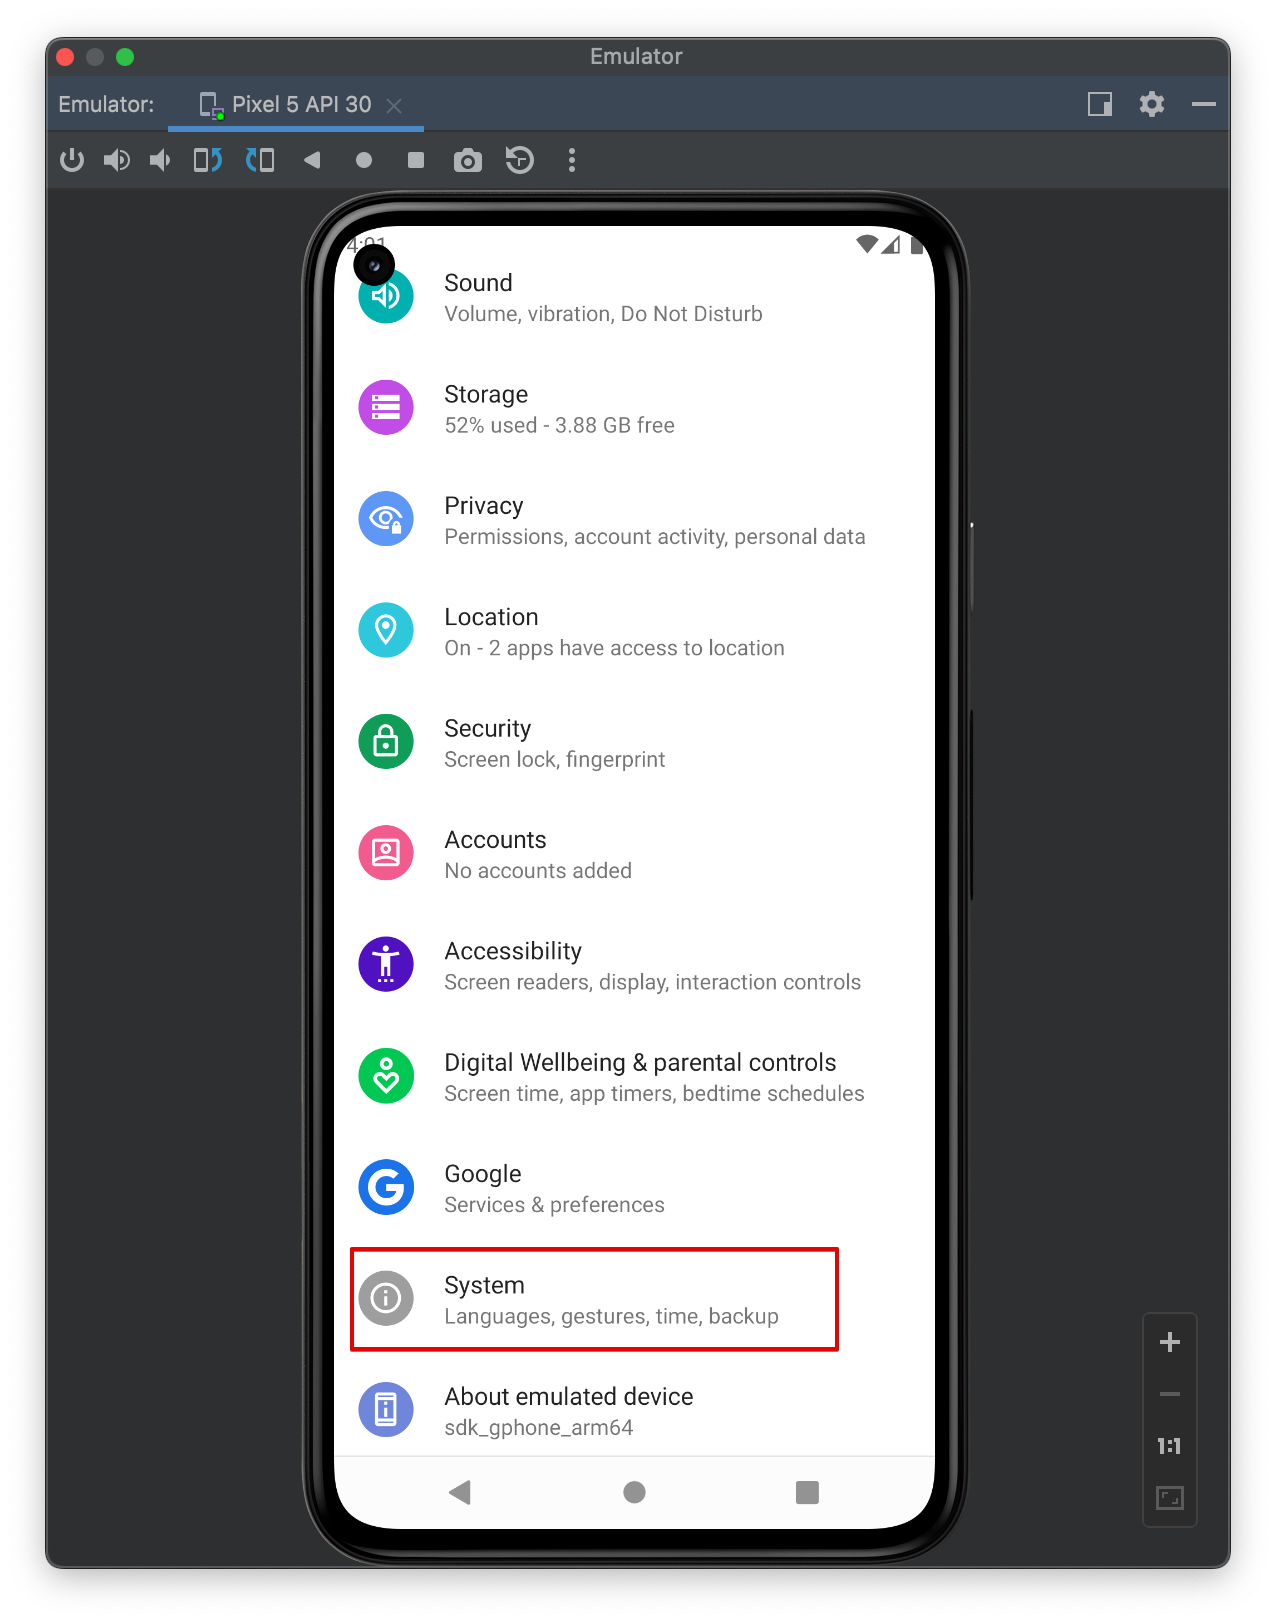 Emulator
Emulator: Pixel 5 API 30
4:01
Sound
Volume, vibration, Do Not Disturb
Storage
52% used - 3.88 GB free
Privacy
Permissions, account activity, personal data
Location
On - 2 apps have access to location
Security
Screen lock, fingerprint
Accounts
No accounts added
Accessibility
Screen readers, display, interaction controls
Digital Wellbeing & parental controls
Screen time, app timers, bedtime schedules
Google
Services & preferences
System
Languages, gestures, time, backup
About emulated device
sdk_gphone_arm64
1:1